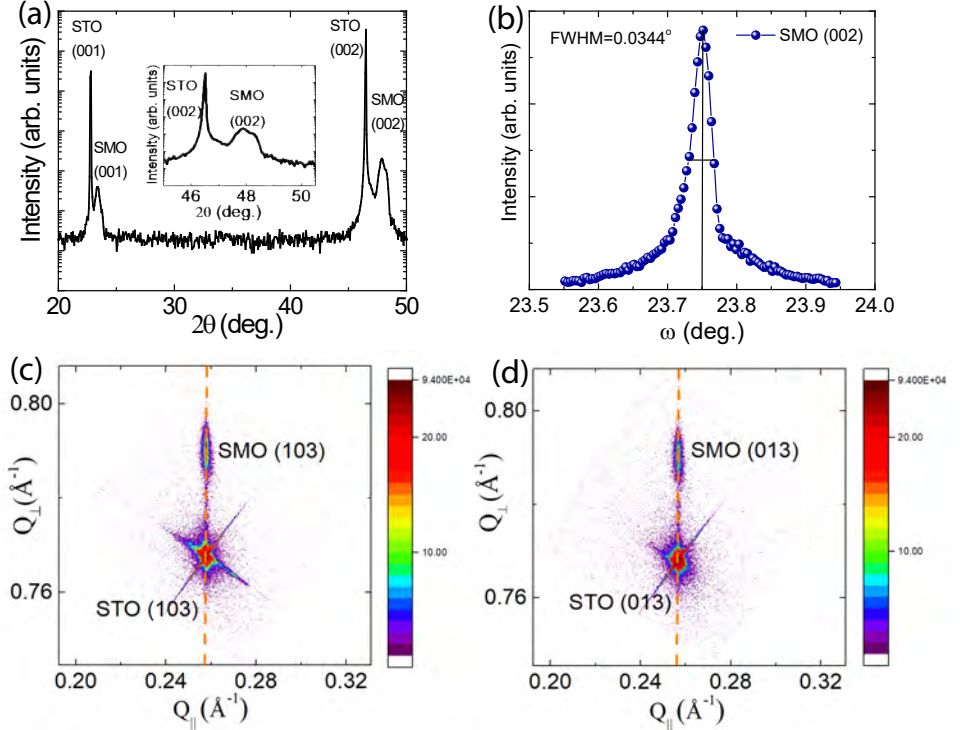 (a)
STO
(001)
SMO
(001)
STO
(002)
SMO
(002)
Intensity (arb. units)
20 30 40 50
2θ (deg.)
STO
(002)
SMO
(002)
Intensity (arb. units)
46 48 50
2θ (deg.)
(b)
FWHM=0.0344°
SMO (002)
Intensity (arb. units)
23.5 23.6 23.7 23.8 23.9 24.0
ω (deg.)
(c)
0.80
0.76
Q⊥(Å⁻¹)
SMO (103)
STO (103)
0.20 0.24 0.28 0.32
Q|| (Å⁻¹)
9.400E+04
20.00
10.00
(d)
0.80
0.76
Q⊥(Å⁻¹)
SMO (013)
STO (013)
0.20 0.24 0.28 0.32
Q|| (Å⁻¹)
9.400E+04
20.00
10.00